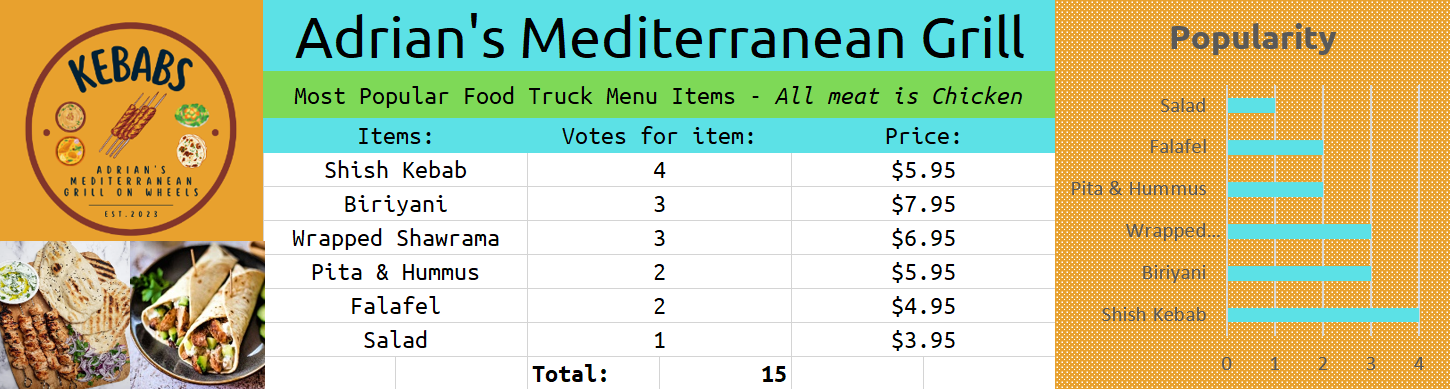 KEBABS
ADRIAN'S
MEDITERRANEAN
GRILL ON WHEELS
EST.2023
Adrian's Mediterranean Grill
Most Popular Food Truck Menu Items - All meat is Chicken
Items: Votes for item: Price:
Shish Kebab 4 $5.95
Biriyani 3 $7.95
Wrapped Shawrama 3 $6.95
Pita & Hummus 2 $5.95
Falafel 2 $4.95
Salad 1 $3.95
Total: 15
Popularity
Salad
Falafel
Pita & Hummus
Wrapped...
Biriyani
Shish Kebab
0 1 2 3 4